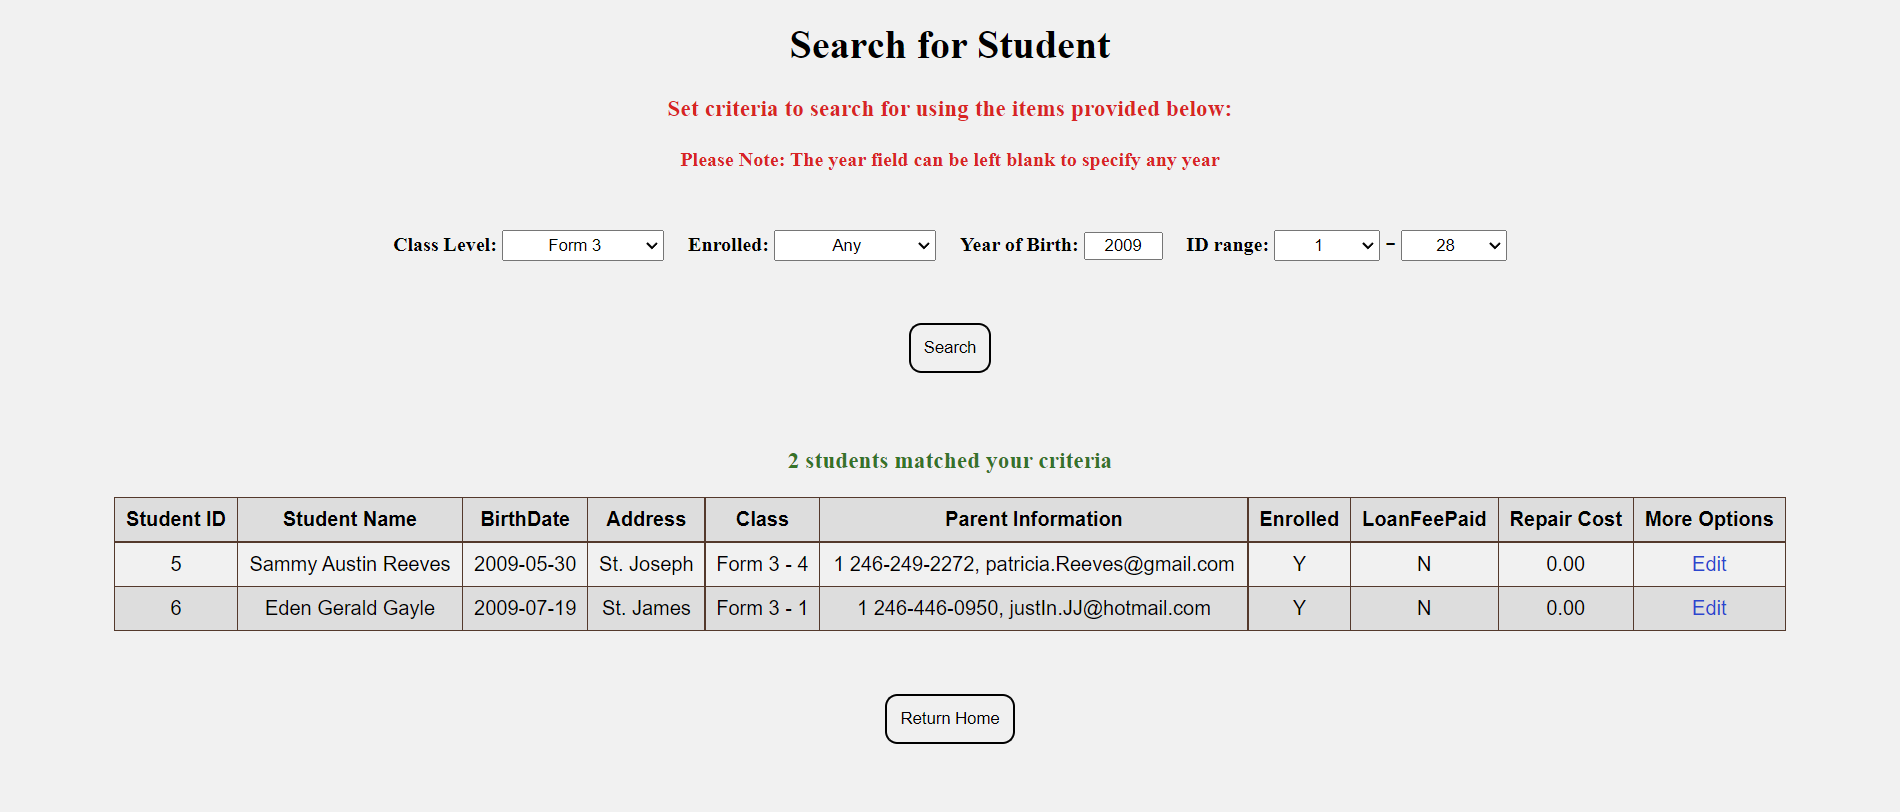 Search for Student
Set criteria to search for using the items provided below:
Please Note: The year field can be left blank to specify any year
Class Level: Form 3 Enrolled: Any Year of Birth: 2009 ID range: 1 - 28
Search
2 students matched your criteria
Student ID Student Name BirthDate Address Class Parent Information Enrolled LoanFeePaid Repair Cost More Options
5 Sammy Austin Reeves 2009-05-30 St. Joseph Form 3 - 4 1 246-249-2272, patricia.Reeves@gmail.com Y N 0.00 Edit
6 Eden Gerald Gayle 2009-07-19 St. James Form 3 - 1 1 246-446-0950, justIn.JJ@hotmail.com Y N 0.00 Edit
Return Home